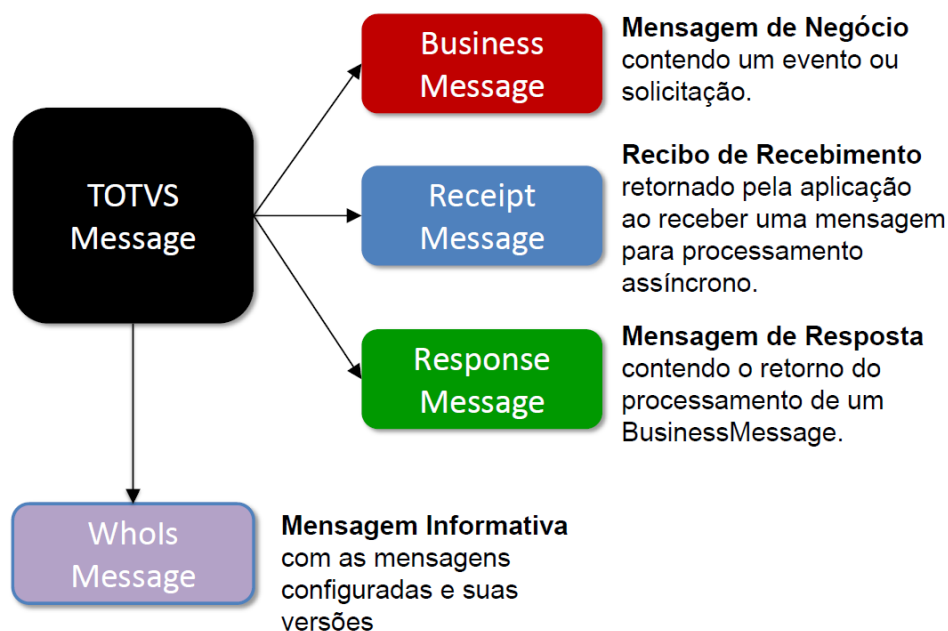 TOTVS
Message
Business
Message
Mensagem de Negócio
contendo um evento ou
solicitação.
Receipt
Message
Recibo de Recebimento
retornado pela aplicação
ao receber uma mensagem
para processamento
assíncrono.
Response
Message
Mensagem de Resposta
contendo o retorno do
processamento de um
BusinessMessage.
WhoIs
Message
Mensagem Informativa
com as mensagens
configuradas e suas
versões